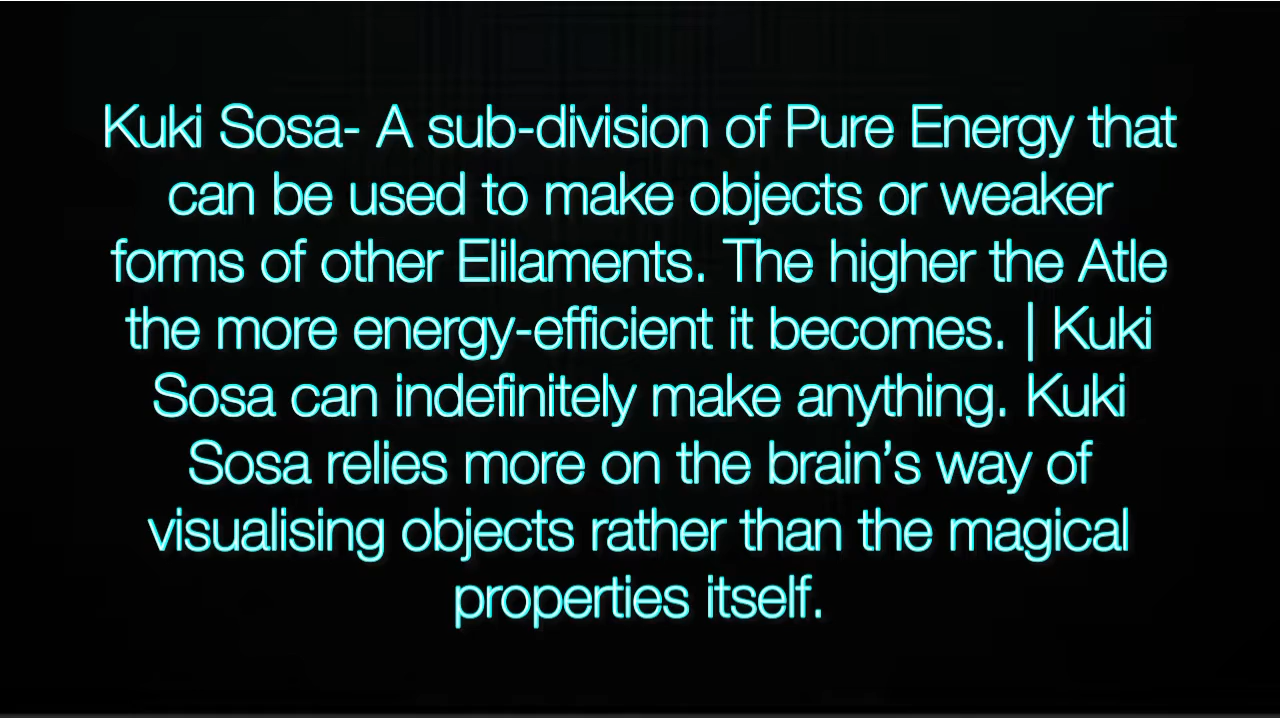 Kuki Sosa- A sub-division of Pure Energy that
can be used to make objects or weaker
forms of other Elilaments. The higher the Atle
the more energy-efficient it becomes. | Kuki
Sosa can indefinitely make anything. Kuki
Sosa relies more on the brain’s way of
visualising objects rather than the magical
properties itself.